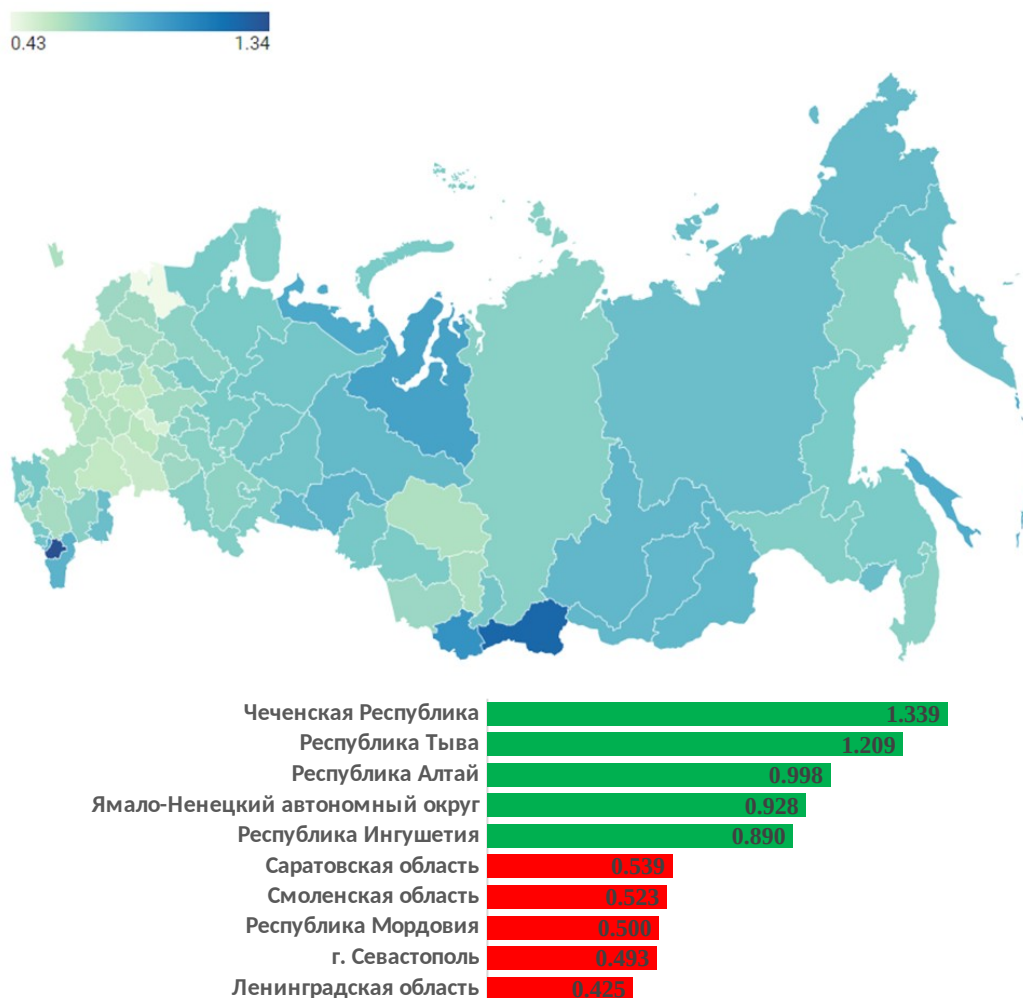 0.43 1.34
Чеченская Республика 1.339
Республика Тыва 1.209
Республика Алтай 0.998
Ямало-Ненецкий автономный округ 0.928
Республика Ингушетия 0.890
Саратовская область 0.539
Смоленская область 0.523
Республика Мордовия 0.500
г. Севастополь 0.493
Ленинградская область 0.425